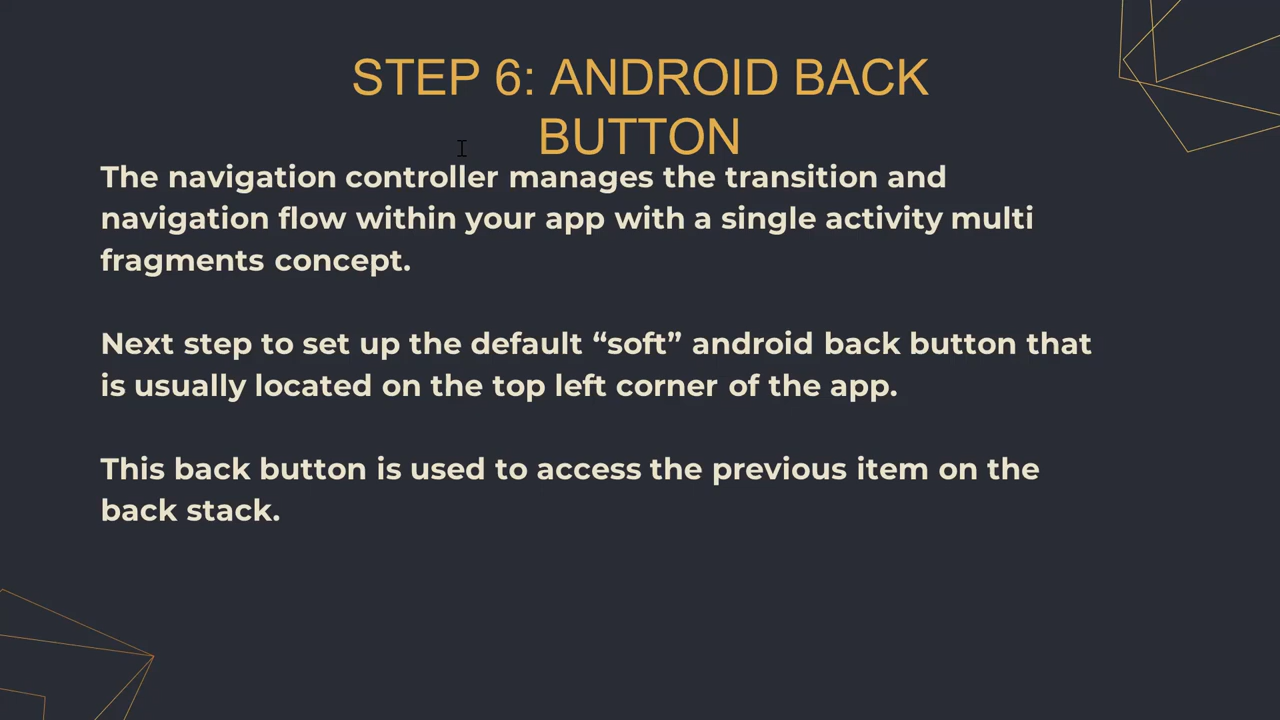 STEP 6: ANDROID BACK
BUTTON
The navigation controller manages the transition and
navigation flow within your app with a single activity multi
fragments concept.
Next step to set up the default “soft” android back button that
is usually located on the top left corner of the app.
This back button is used to access the previous item on the
back stack.